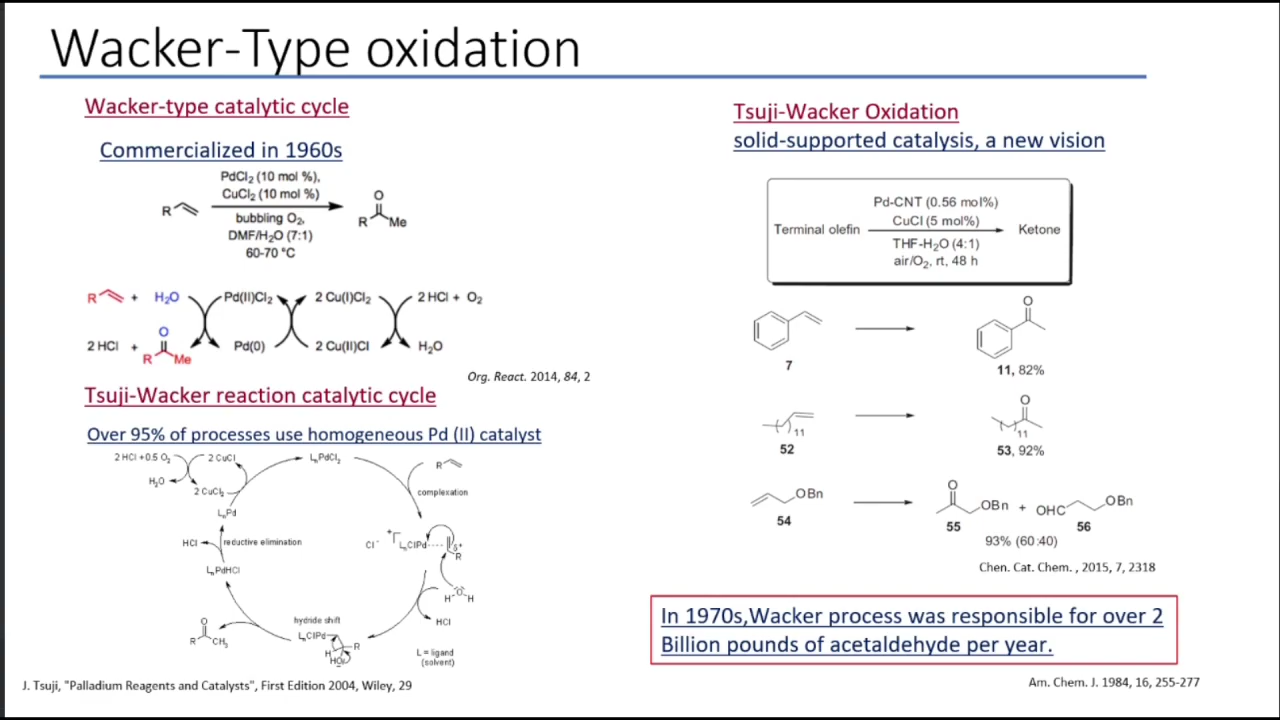 Wacker-Type oxidation
Wacker-type catalytic cycle
Commercialized in 1960s
PdCl₂ (10 mol %),
CuCl₂ (10 mol %)
R
O
R Me
bubbling O₂,
DMF/H₂O (7:1)
60-70 °C
R + H₂O Pd(II)Cl₂ 2 Cu(I)Cl₂ 2 HCl + O₂
O
2 HCl + R Me Pd(0) 2 Cu(II)Cl H₂O
Org. React. 2014, 84, 2
Tsuji-Wacker reaction catalytic cycle
Over 95% of processes use homogeneous Pd (II) catalyst
2 HCl +0.5 O₂ 2 CuCl LₙPdCl₂
R
H₂O
2 CuCl₂
complexation
LₙPd
HCl reductive elimination
Cl⁻ + LₙClPd δ⁺
R
LₙPdHCl
H O H
HCl
hydride shift
O
R CH₃
LₙClPd
R
H
HO
L = ligand
(solvent)
J. Tsuji, "Palladium Reagents and Catalysts", First Edition 2004, Wiley, 29
Tsuji-Wacker Oxidation
solid-supported catalysis, a new vision
Pd-CNT (0.56 mol%)
CuCl (5 mol%)
Terminal olefin Ketone
THF-H₂O (4:1)
air/O₂, rt, 48 h
O
7 11, 82%
O
11 11
52 53, 92%
O
OBn OBn + OHC OBn
54 55 56
93% (60:40)
Chen. Cat. Chem. , 2015, 7, 2318
In 1970s,Wacker process was responsible for over 2
Billion pounds of acetaldehyde per year.
Am. Chem. J. 1984, 16, 255-277